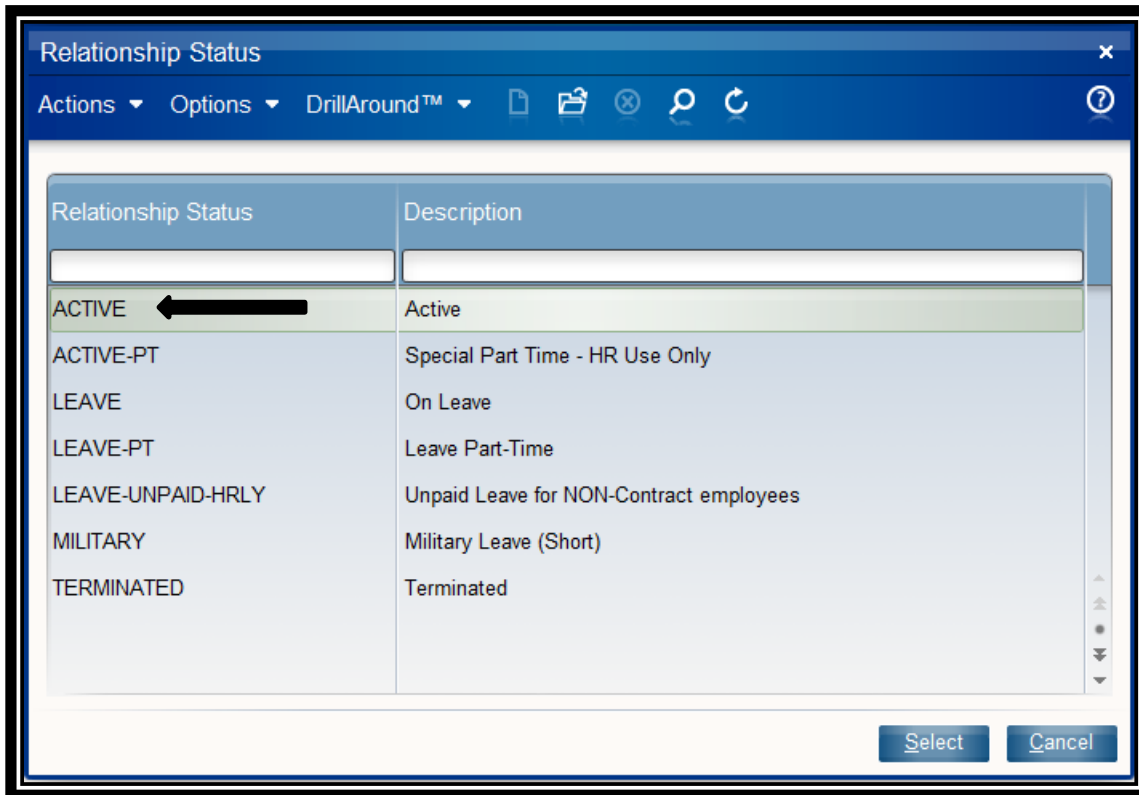 Relationship Status
Actions Options DrillAround™
Relationship Status Description
ACTIVE Active
ACTIVE-PT Special Part Time - HR Use Only
LEAVE On Leave
LEAVE-PT Leave Part-Time
LEAVE-UNPAID-HRLY Unpaid Leave for NON-Contract employees
MILITARY Military Leave (Short)
TERMINATED Terminated
Select Cancel